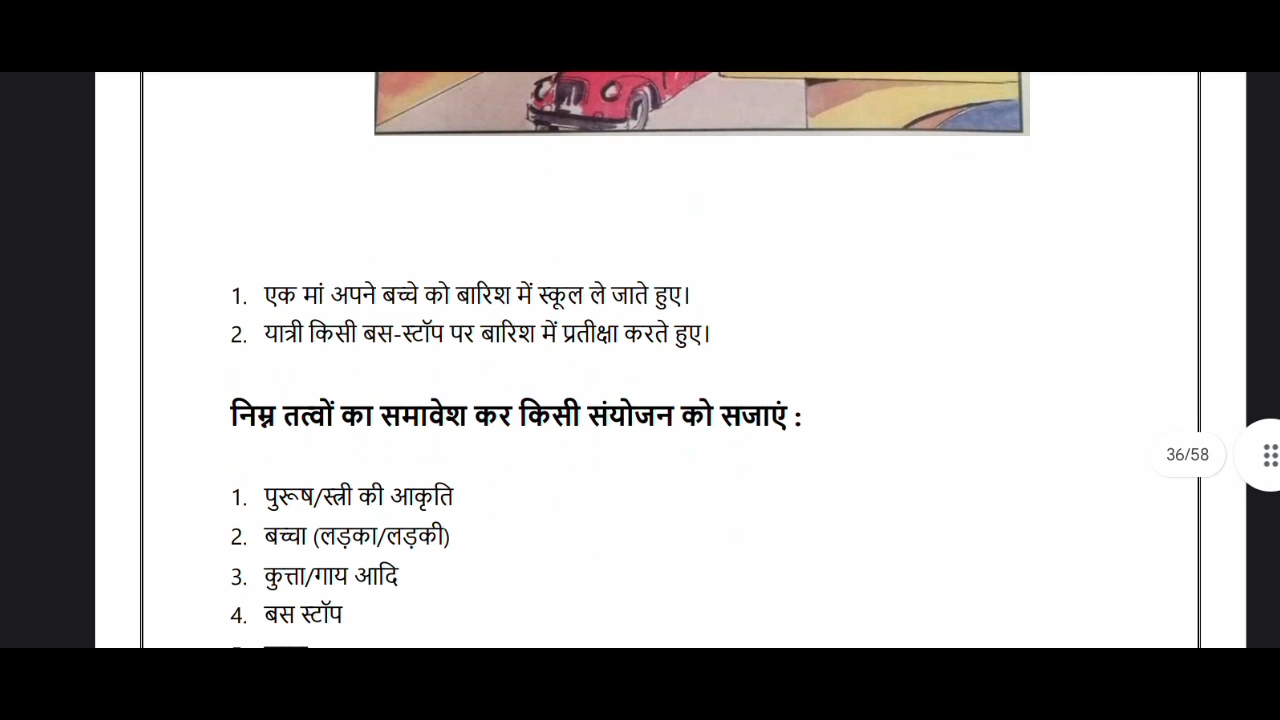 1. एक मां अपने बच्चे को बारिश में स्कूल ले जाते हुए।
2. यात्री किसी बस-स्टॉप पर बारिश में प्रतीक्षा करते हुए।
निम्न तत्वों का समावेश कर किसी संयोजन को सजाएं :
36/58
1. पुरूष/स्त्री की आकृति
2. बच्चा (लड़का/लड़की)
3. कुत्ता/गाय आदि
4. बस स्टॉप